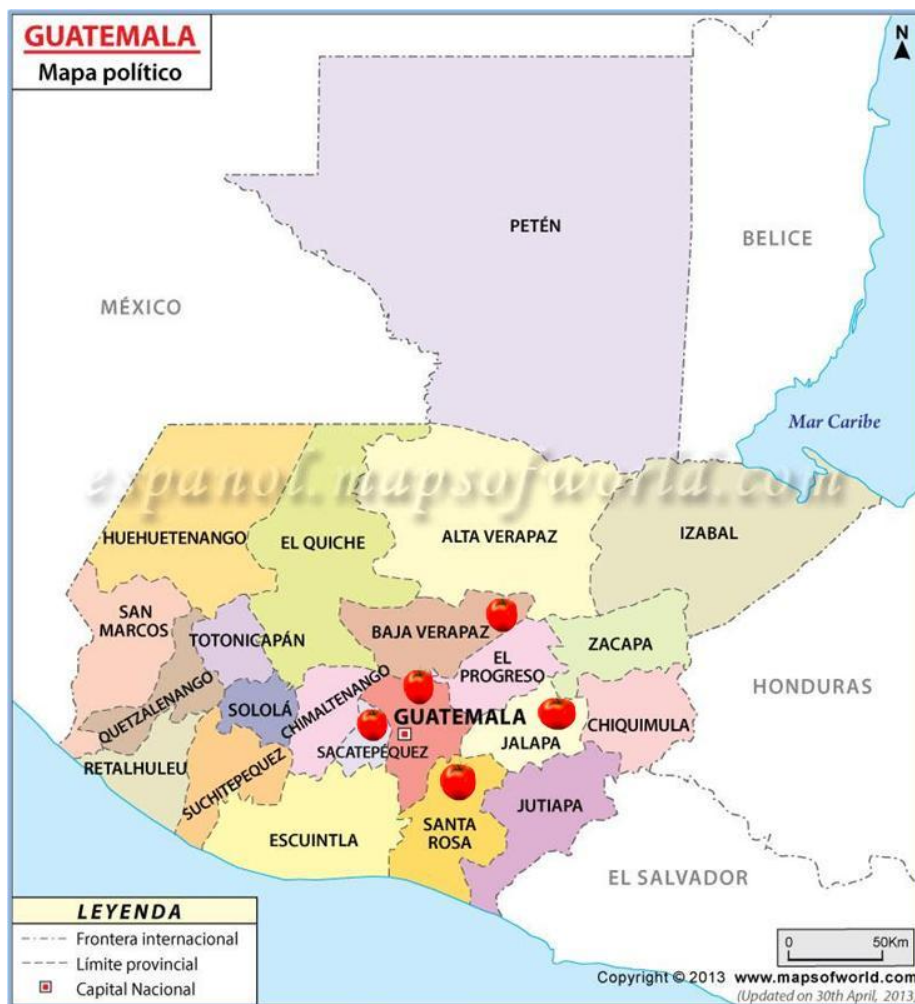 GUATEMALA
Mapa político
N
PETÉN
BELICE
MÉXICO
Mar Caribe
espanol.mapsofworld.com
HUEHUETENANGO
EL QUICHE
ALTA VERAPAZ
IZABAL
SAN
MARCOS
TOTONICAPÁN
BAJA VERAPAZ
ZACAPA
EL
PROGRESO
QUETZALENANGO
SOLOLÁ
CHIMALTENANGO
HONDURAS
GUATEMALA
CHIQUIMULA
SACATEPÉQUEZ
JALAPA
RETALHULEU
SUCHITEPEQUEZ
JUTIAPA
ESCUINTLA
SANTA
ROSA
EL SALVADOR
LEYENDA
Frontera internacional
Límite provincial
Capital Nacional
0 50Km
Copyright © 2013 www.mapsofworld.com
(Updated on 30th April, 2013)